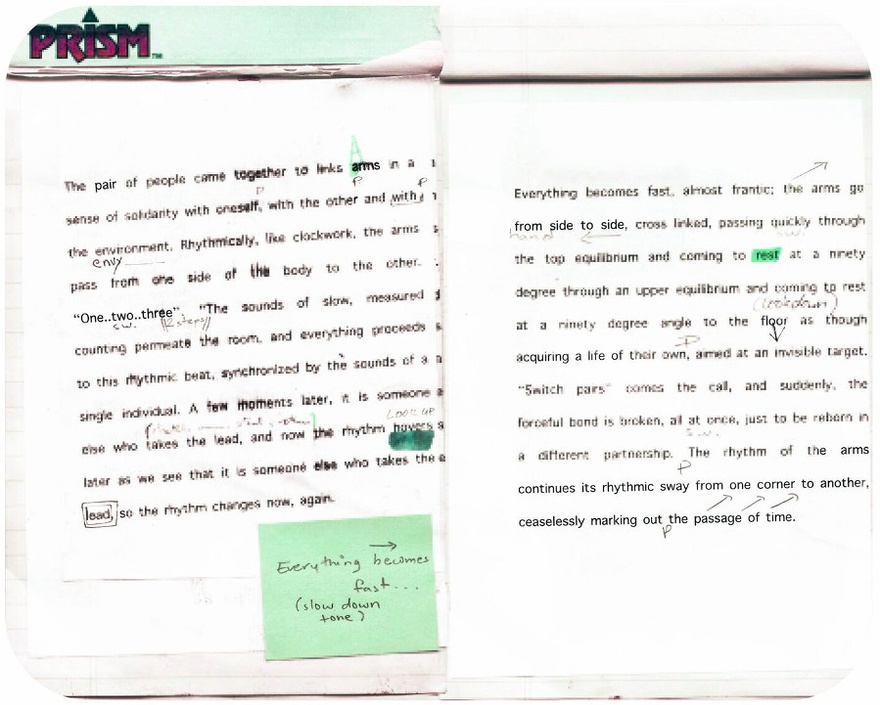 PRISM™
The pair of people came together to links arms in a
P P
sense of solidarity with oneself, with the other and with
P
the environment. Rhythmically, like clockwork, the arms
envy
pass from one side of the body to the other.
“One..two..three” “The sounds of slow, measured
sw. (2 steps)
counting permeate the room, and everything proceeds
to this rhythmic beat, synchronized by the sounds of a
single individual. A few moments later, it is someone
LOOK UP
else who takes the lead, and now the rhythm hovers
later as we see that it is someone else who takes the
lead, so the rhythm changes now, again.
Everything becomes
fast...
(slow down
tone)
Everything becomes fast, almost frantic; the arms go
from side to side, cross linked, passing quickly through
hand sw.
the top equilibrium and coming to rest at a ninety
degree through an upper equilibrium and coming to rest
(look down)
at a ninety degree angle to the floor as though
P
acquiring a life of their own, aimed at an invisible target.
“Switch pairs” comes the call, and suddenly, the
forceful bond is broken, all at once, just to be reborn in
s.w.
a different partnership. The rhythm of the arms
P
continues its rhythmic sway from one corner to another,
ceaselessly marking out the passage of time.
P